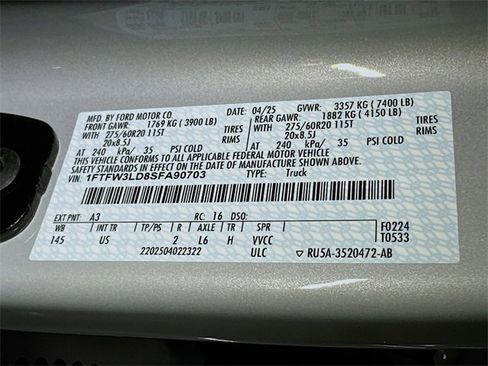 MFD. BY FORD MOTOR CO. DATE: 04/25 GVWR: 3357 KG ( 7400 LB)
FRONT GAWR: 1769 KG ( 3900 LB) REAR GAWR: 1882 KG ( 4150 LB)
275/60R20 115T TIRES 275/60R20 115T TIRES
20x8.5J RIMS 20x8.5J RIMS
AT 240 kPa/ 35 PSI COLD AT 240 kPa/ 35 PSI COLD
THIS VEHICLE CONFORMS TO ALL APPLICABLE FEDERAL MOTOR VEHICLE
SAFETY STANDARDS IN EFFECT ON THE DATE OF MANUFACTURE SHOWN ABOVE.
VIN: 1FTFW3LD8SFA90703 TYPE: Truck
EXT PNT: A3 RC: 16 DSO: F0224
WB INT TR TP/PS R AXLE TR SPR T0533
145 US 2 L6 H VVCC
2202504022322 ULC ▽ RU5A-3520472-AB